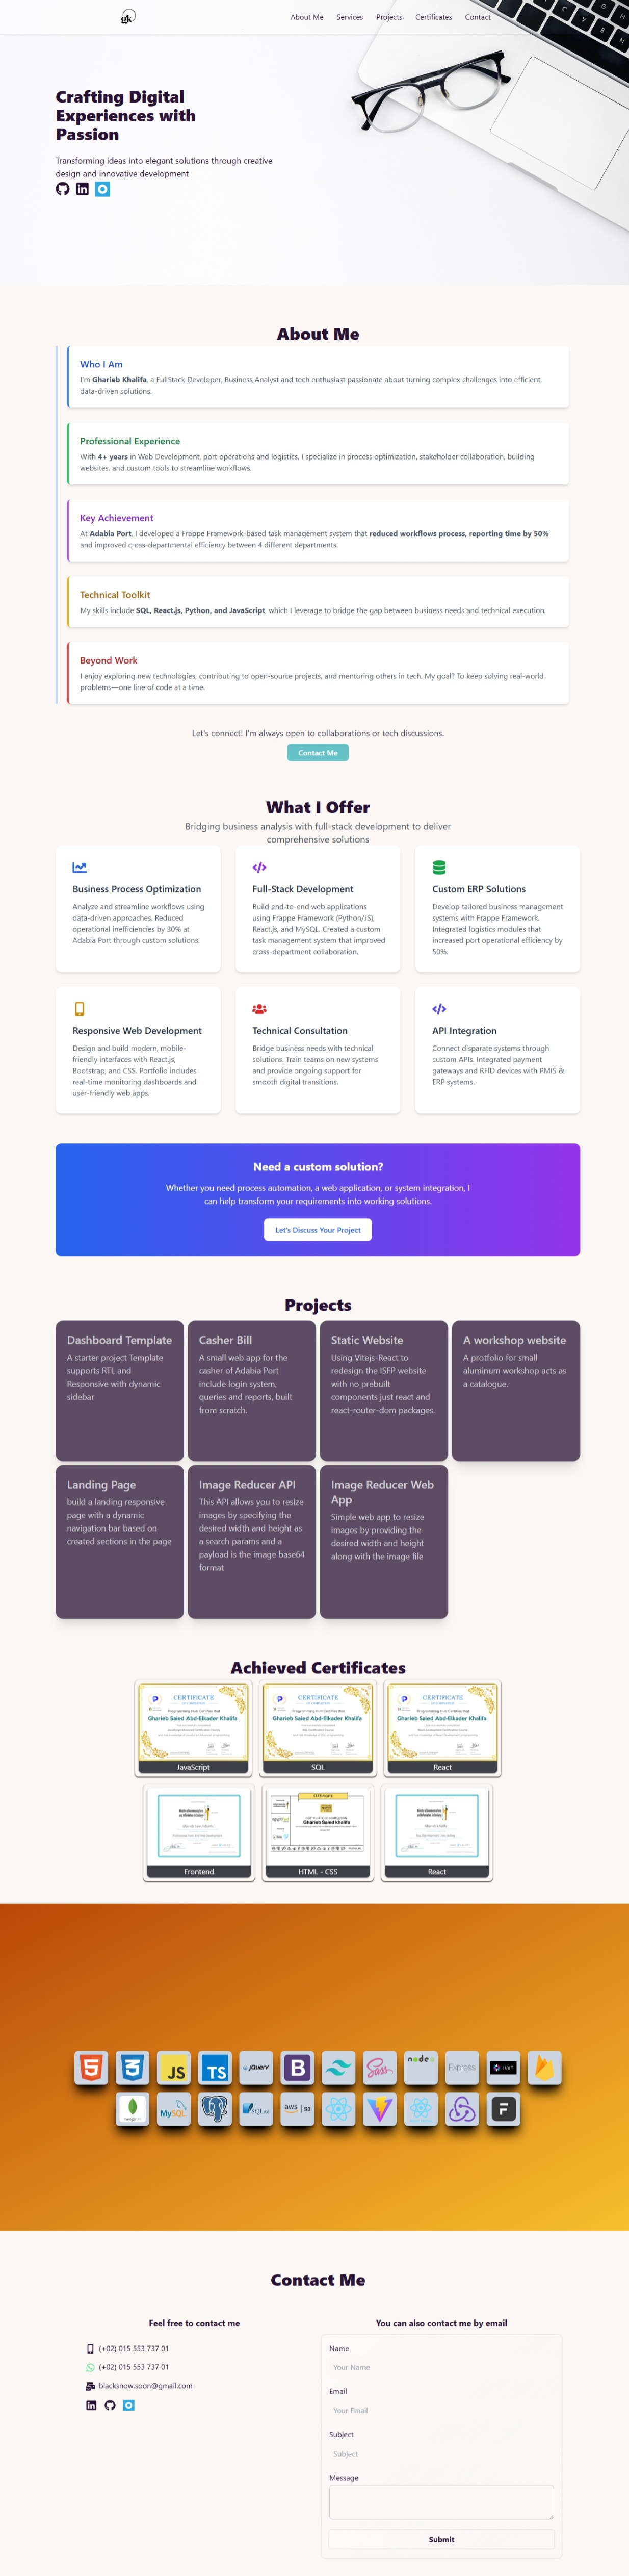 gk
About Me Services Projects Certificates Contact
Crafting Digital
Experiences with
Passion
Transforming ideas into elegant solutions through creative
design and innovative development
About Me
Who I Am
I'm Gharieb Khalifa, a FullStack Developer, Business Analyst and tech enthusiast passionate about turning complex challenges into efficient,
data-driven solutions.
Professional Experience
With 4+ years in Web Development, port operations and logistics, I specialize in process optimization, stakeholder collaboration, building
websites, and custom tools to streamline workflows.
Key Achievement
At Adabia Port, I developed a Frappe Framework-based task management system that reduced workflows process, reporting time by 50%
and improved cross-departmental efficiency between 4 different departments.
Technical Toolkit
My skills include SQL, React.js, Python, and JavaScript, which I leverage to bridge the gap between business needs and technical execution.
Beyond Work
I enjoy exploring new technologies, contributing to open-source projects, and mentoring others in tech. My goal? To keep solving real-world
problems—one line of code at a time.
Let's connect! I'm always open to collaborations or tech discussions.
Contact Me
What I Offer
Bridging business analysis with full-stack development to deliver
comprehensive solutions
Business Process Optimization
Analyze and streamline workflows using
data-driven approaches. Reduced
operational inefficiencies by 30% at
Adabia Port through custom solutions.
Full-Stack Development
Build end-to-end web applications
using Frappe Framework (Python/JS),
React.js, and MySQL. Created a custom
task management system that improved
cross-department collaboration.
Custom ERP Solutions
Develop tailored business management
systems with Frappe Framework.
Integrated logistics modules that
increased port operational efficiency by
50%.
Responsive Web Development
Design and build modern, mobile-
friendly interfaces with React.js,
Bootstrap, and CSS. Portfolio includes
real-time monitoring dashboards and
user-friendly web apps.
Technical Consultation
Bridge business needs with technical
solutions. Train teams on new systems
and provide ongoing support for
smooth digital transitions.
API Integration
Connect disparate systems through
custom APIs. Integrated payment
gateways and RFID devices with PMIS &
ERP systems.
Need a custom solution?
Whether you need process automation, a web application, or system integration, I
can help transform your requirements into working solutions.
Let's Discuss Your Project
Projects
Dashboard Template
A starter project Template
supports RTL and
Responsive with dynamic
sidebar
Casher Bill
A small web app for the
casher of Adabia Port
include login system,
queries and reports, built
from scratch.
Static Website
Using Vitejs-React to
redesign the ISFP website
with no prebuilt
components just react and
react-router-dom packages.
A workshop website
A protfolio for small
aluminum workshop acts as
a catalogue.
Landing Page
build a landing responsive
page with a dynamic
navigation bar based on
created sections in the page
Image Reducer API
This API allows you to resize
images by specifying the
desired width and height as
a search params and a
payload is the image base64
format
Image Reducer Web
App
Simple web app to resize
images by providing the
desired width and height
along with the image file
Achieved Certificates
CERTIFICATE
Programming Hub Certifies that
Gharieb Saied Abd-Elkader Khalifa
JavaScript
CERTIFICATE
Programming Hub Certifies that
Gharieb Saied Abd-Elkader Khalifa
SQL
CERTIFICATE
Programming Hub Certifies that
Gharieb Saied Abd-Elkader Khalifa
React
Frontend
CERTIFICATE
CERTIFICATE OF COMPLETION
Gharieb Saied khalifa
HTML - CSS
React
JS TS jQuery B Sass node Express JWT
mongoDB MySQL SQLite aws S3 F
Contact Me
Feel free to contact me
(+02) 015 553 737 01
(+02) 015 553 737 01
blacksnow.soon@gmail.com
You can also contact me by email
Name
Your Name
Email
Your Email
Subject
Subject
Message
Submit